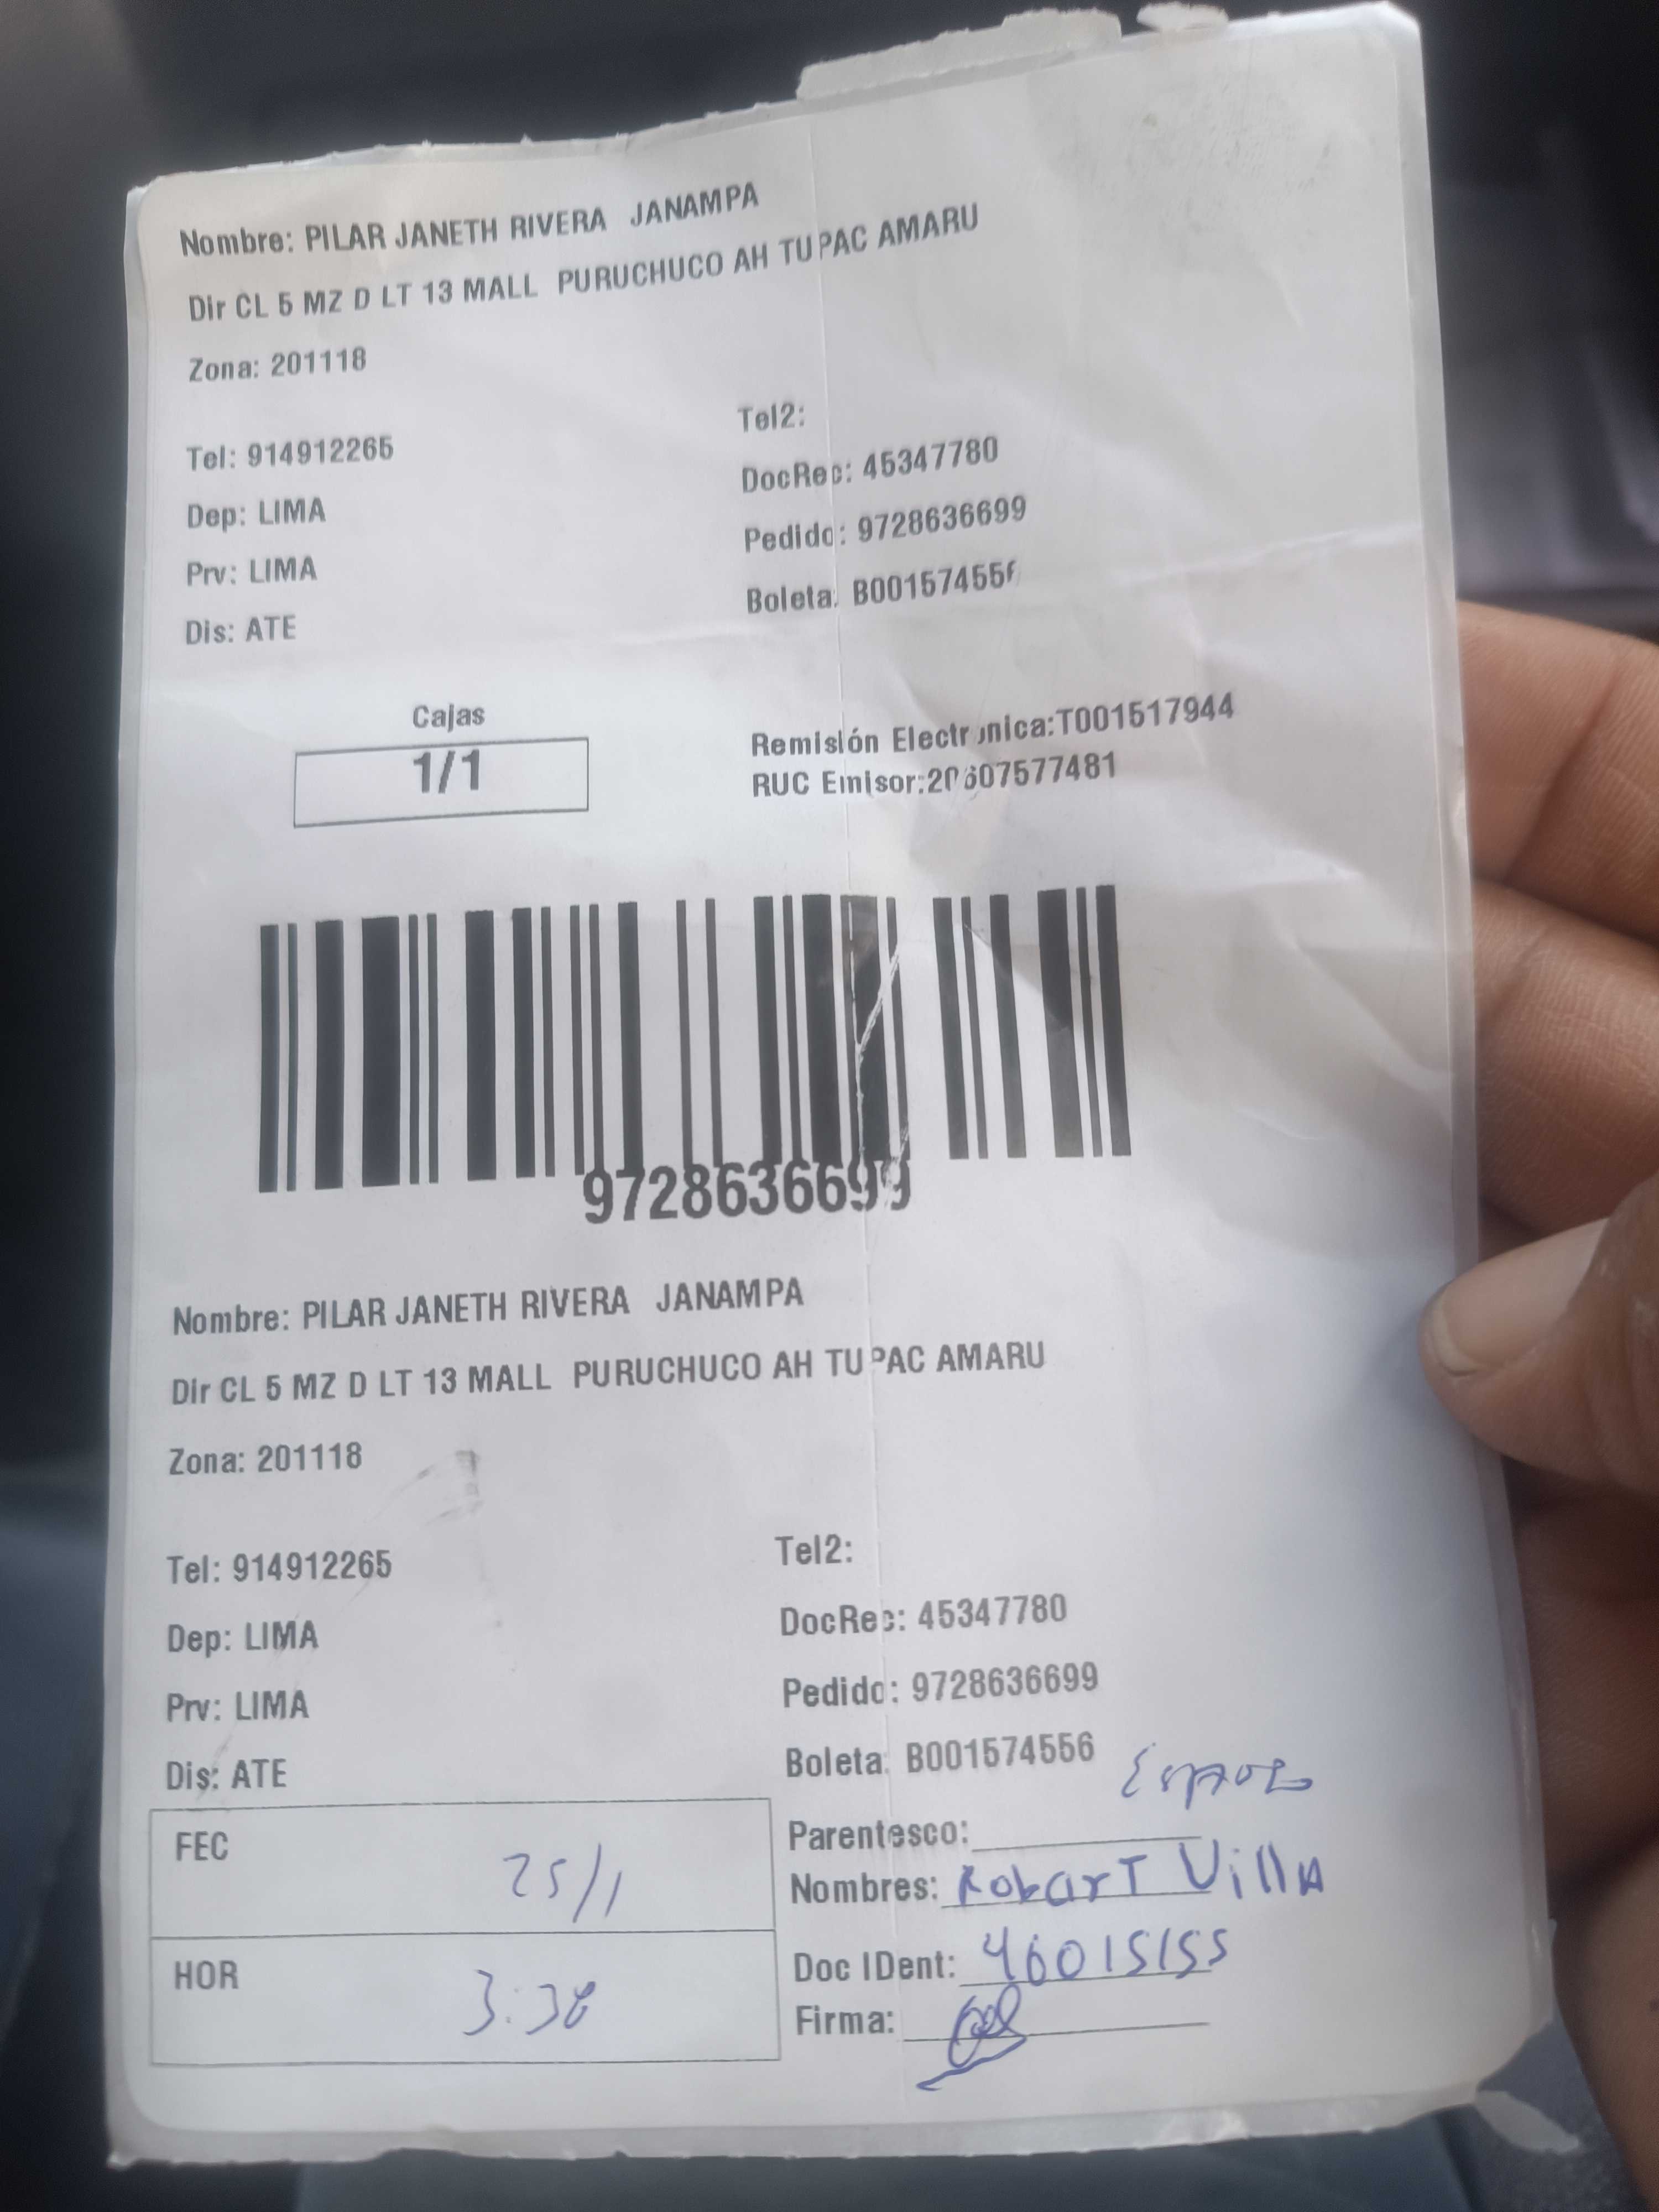 Nombre: PILAR JANETH RIVERA JANAMPA
Dir CL 5 MZ D LT 13 MALL PURUCHUCO AH TUPAC AMARU
Zona: 201118
Tel2:
Tel: 914912265
DocRec: 45347780
Dep: LIMA
Pedido: 9728636699
Prv: LIMA
Boleta: B001574556
Dis: ATE
Cajas
1/1
Remisión Electrónica:T001517944
RUC Emisor:20607577481
9728636699
Nombre: PILAR JANETH RIVERA JANAMPA
Dir CL 5 MZ D LT 13 MALL PURUCHUCO AH TUPAC AMARU
Zona: 201118
Tel2:
Tel: 914912265
DocRec: 45347780
Dep: LIMA
Pedido: 9728636699
Prv: LIMA
Boleta: B001574556
Dis: ATE
FEC 25/1
Parentesco:
Nombres: Robart Villa
HOR 3:38
Doc IDent: 46015155
Firma: